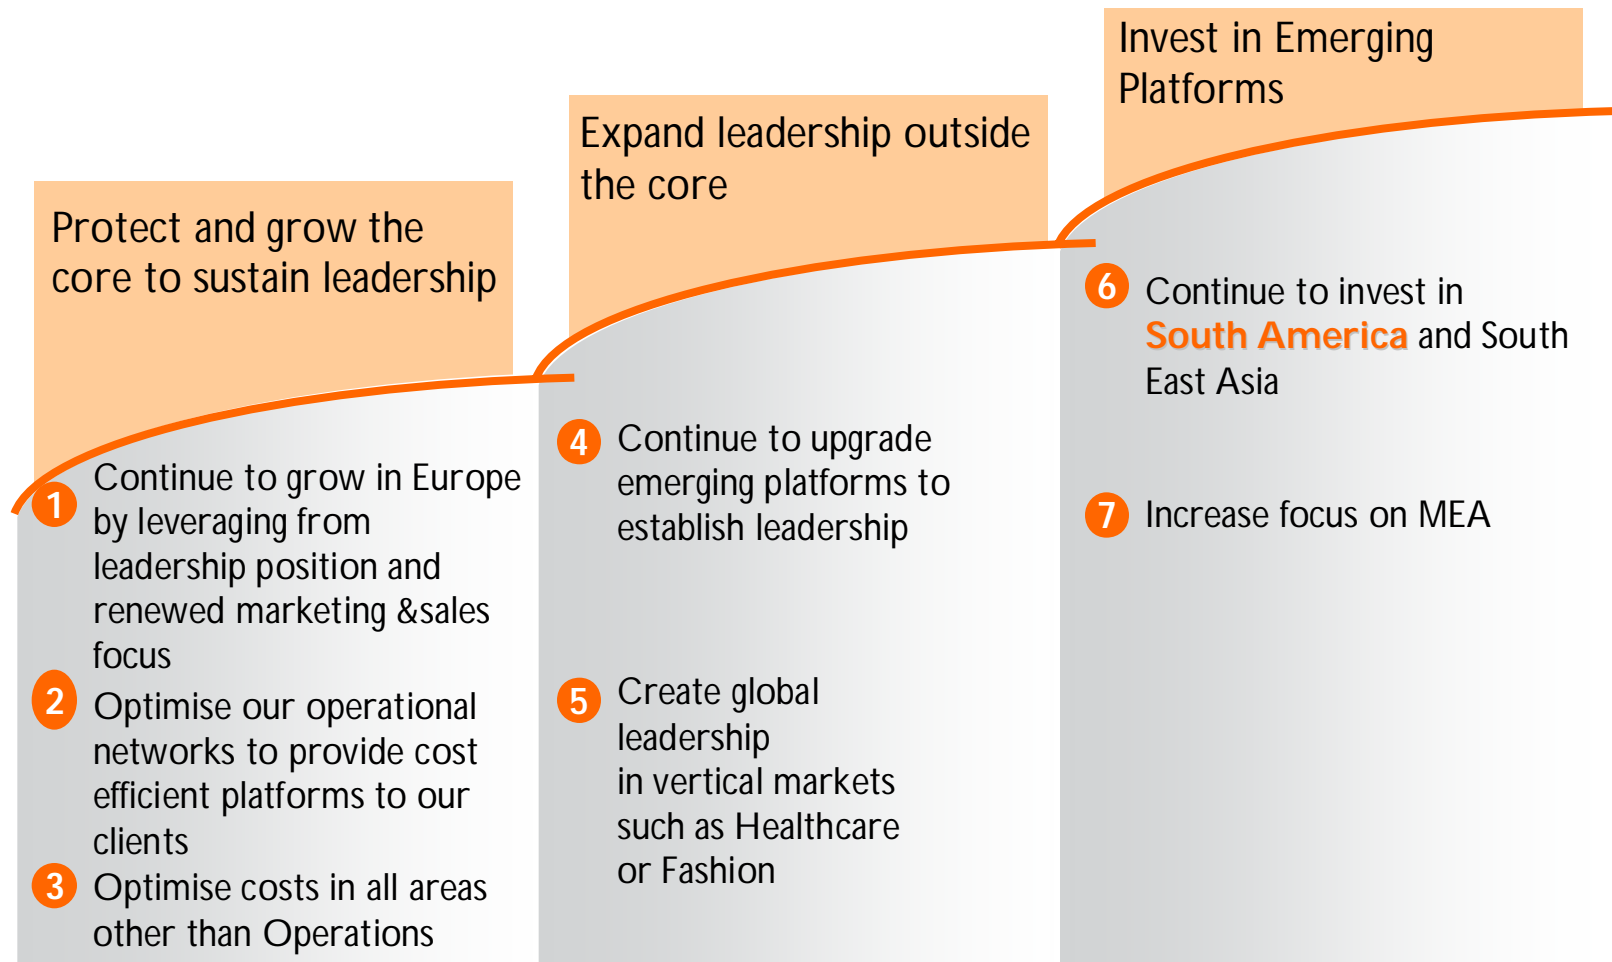 Protect and grow the
core to sustain leadership
1 Continue to grow in Europe
by leveraging from
leadership position and
renewed marketing &sales
focus
2 Optimise our operational
networks to provide cost
efficient platforms to our
clients
3 Optimise costs in all areas
other than Operations
Expand leadership outside
the core
4 Continue to upgrade
emerging platforms to
establish leadership
5 Create global
leadership
in vertical markets
such as Healthcare
or Fashion
Invest in Emerging
Platforms
6 Continue to invest in
South America and South
East Asia
7 Increase focus on MEA